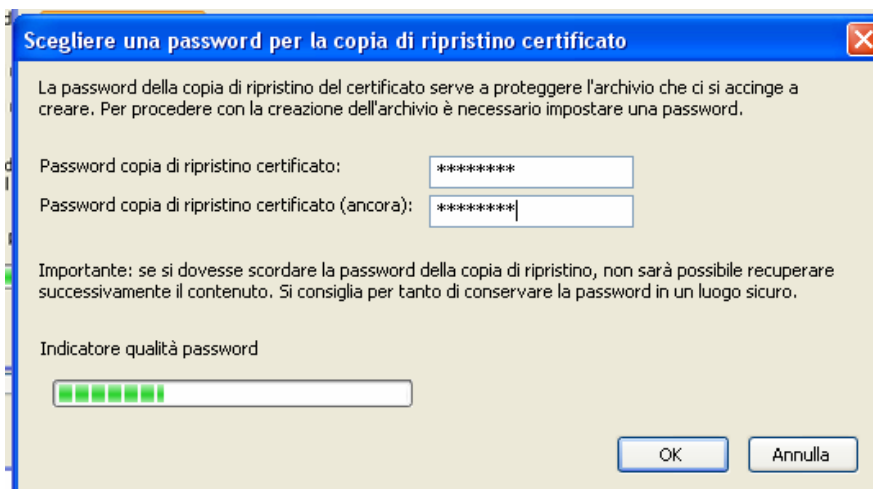 Scegliere una password per la copia di ripristino certificato
La password della copia di ripristino del certificato serve a proteggere l'archivio che ci si accinge a
creare. Per procedere con la creazione dell'archivio è necessario impostare una password.
Password copia di ripristino certificato: ********
Password copia di ripristino certificato (ancora): ********
Importante: se si dovesse scordare la password della copia di ripristino, non sarà possibile recuperare
successivamente il contenuto. Si consiglia per tanto di conservare la password in un luogo sicuro.
Indicatore qualità password
OK Annulla